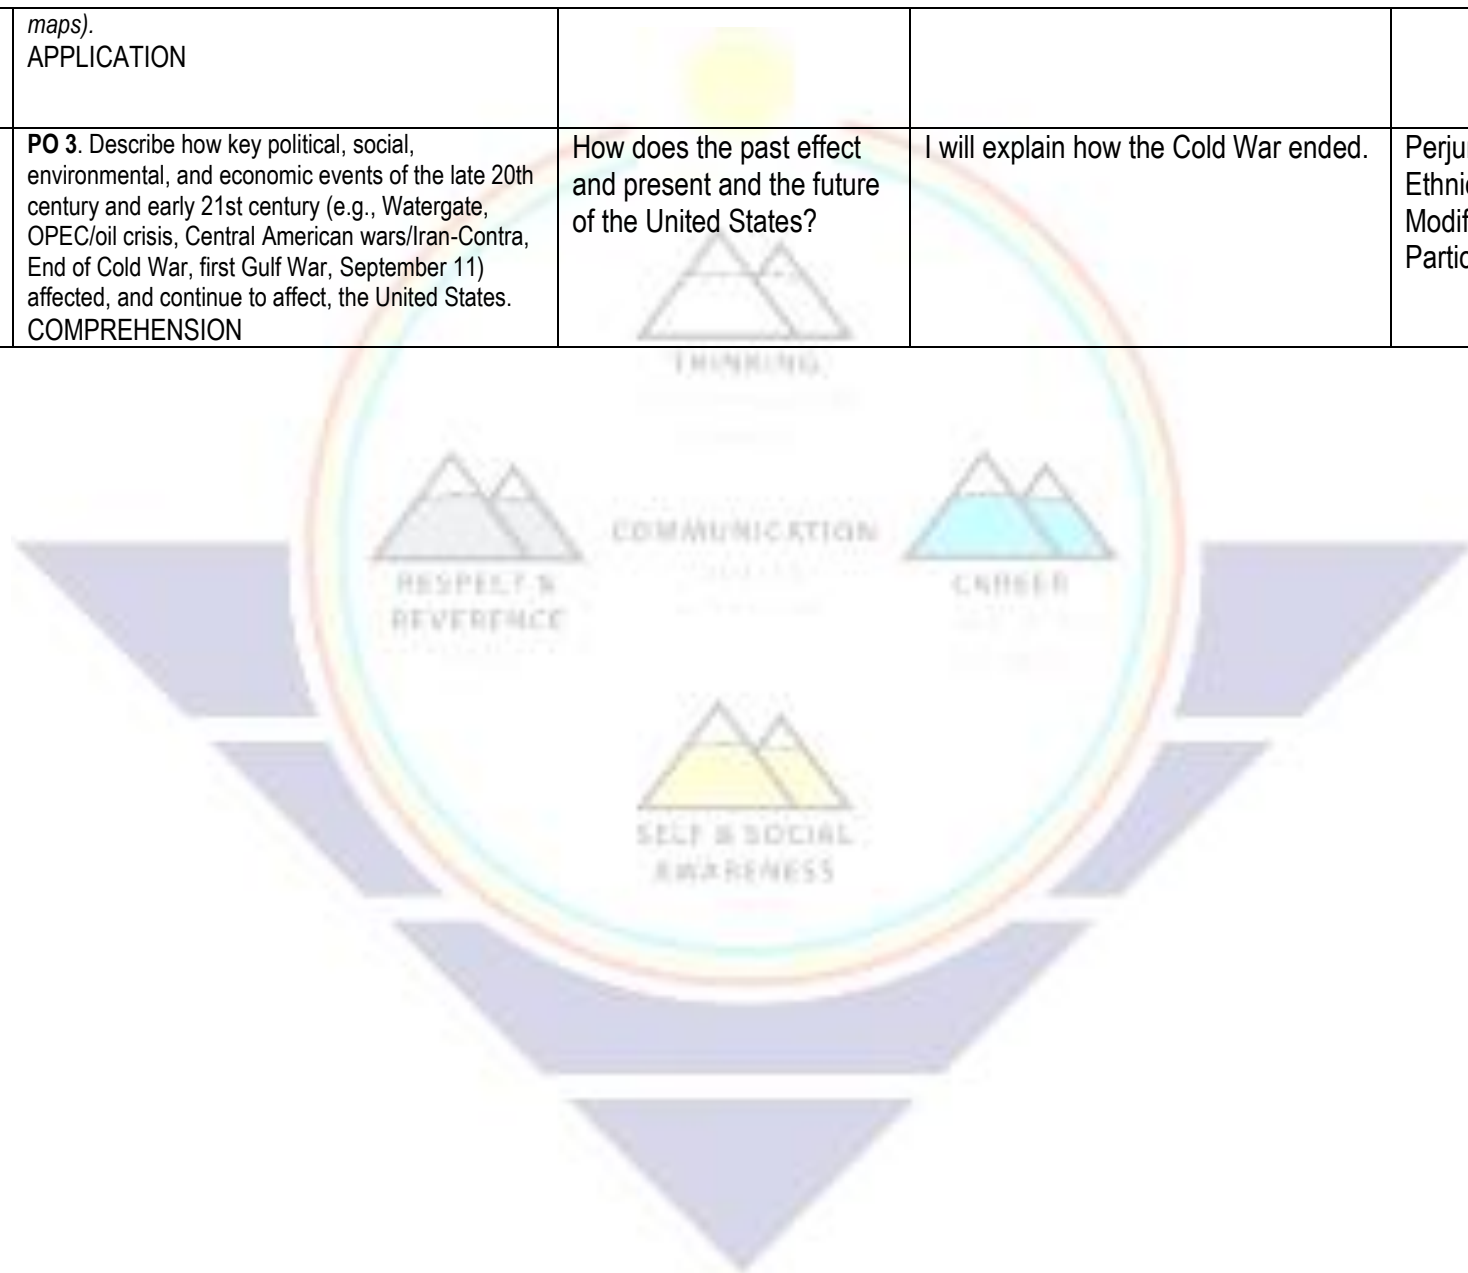 maps).
APPLICATION
PO 3. Describe how key political, social,
environmental, and economic events of the late 20th
century and early 21st century (e.g., Watergate,
OPEC/oil crisis, Central American wars/Iran-Contra,
End of Cold War, first Gulf War, September 11)
affected, and continue to affect, the United States.
COMPREHENSION
How does the past effect
and present and the future
of the United States?
I will explain how the Cold War ended.
THINKING
COMMUNICATION
RESPECT &
REVERENCE
CAREER
SELF & SOCIAL
AWARENESS